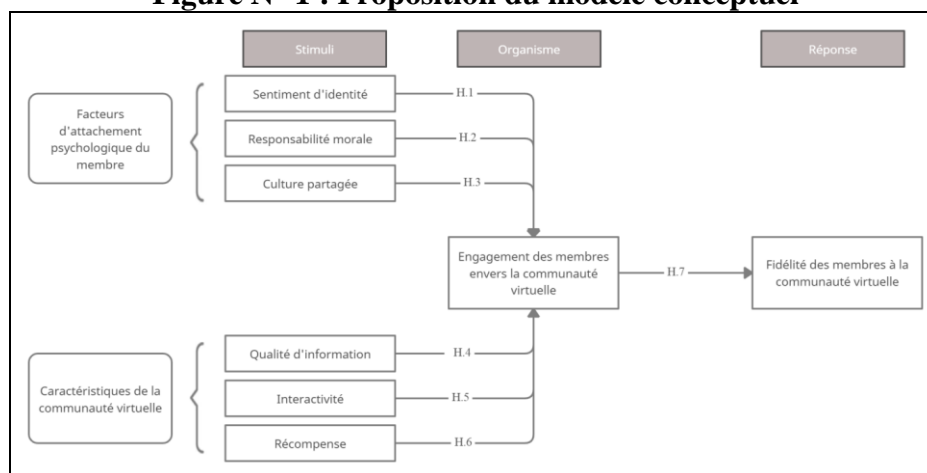 Figure N° 1 : Proposition du modèle conceptuel
Stimuli
Organisme
Réponse
Facteurs
d'attachement
psychologique du
membre
Sentiment d'identité
H.1
Responsabilité morale
H.2
Culture partagée
H.3
Engagement des membres
envers la communauté
virtuelle
H.7
Fidélité des membres à la
communauté virtuelle
Caractéristiques de la
communauté virtuelle
Qualité d'information
H.4
Interactivité
H.5
Récompense
H.6